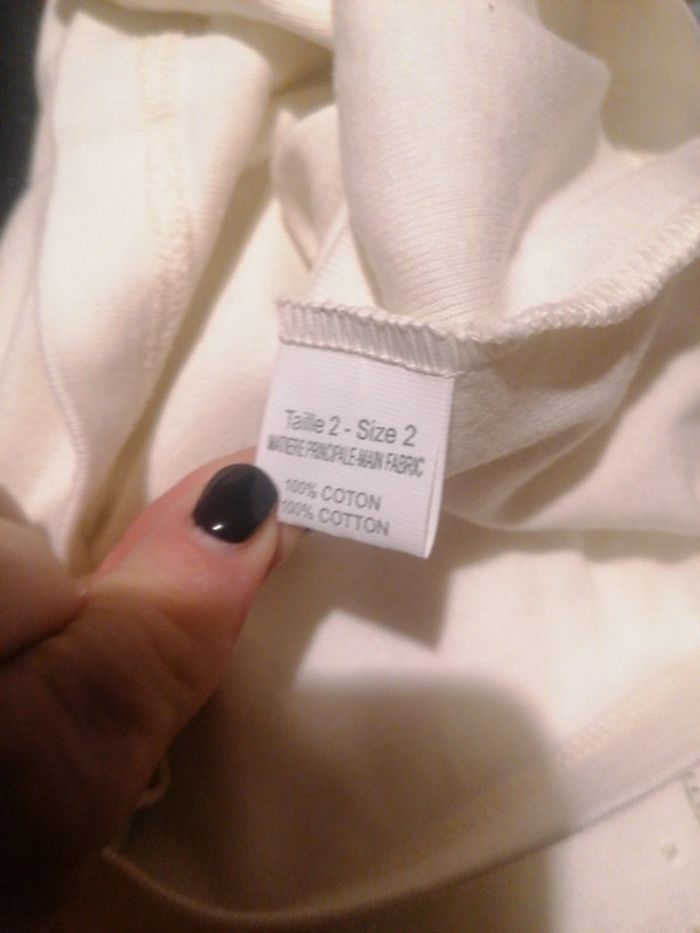 Taille 2 - Size 2
MATIERE PRINCIPALE-MAIN FABRIC
100% COTON
100% COTTON